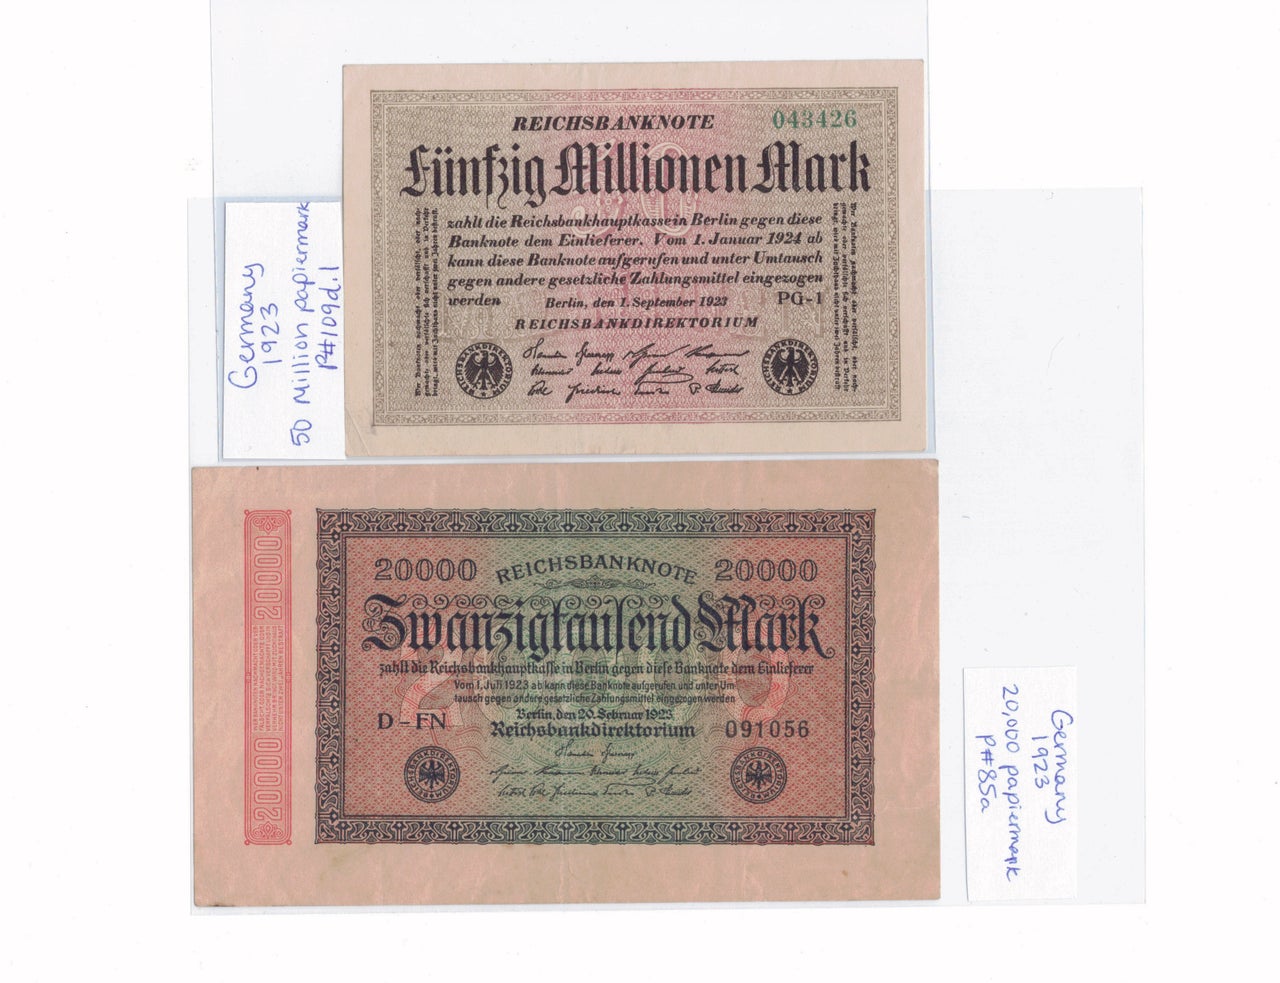 REICHSBANKNOTE 043426
Fünfzig Millionen Mark
zahlt die Reichsbankhauptkasse in Berlin gegen diese
Banknote dem Einlieferer. Vom 1. Januar 1924 ab
kann diese Banknote aufgerufen und unter Umtausch
gegen andere gesetzliche Zahlungsmittel eingezogen
werden Berlin, den 1. September 1923 PG-1
REICHSBANKDIREKTORIUM
REICHSBANKDIREKTORIUM
REICHSBANKDIREKTORIUM
50
Germany
1923
50 Million papiermark
P#109d.1
20000 REICHSBANKNOTE 20000
Zwanzigtausend Mark
zahlt die Reichsbankhauptkasse in Berlin gegen diese Banknote dem Einlieferer
Vom 1. Juli 1923 ab kann diese Banknote aufgerufen und unter Um-
tausch gegen andere gesetzliche Zahlungsmittel eingezogen werden
Berlin, den 20. Februar 1923
D-FN Reichsbankdirektorium 091056
20000 20000
Germany
1923
20,000 papiermark
P#85a